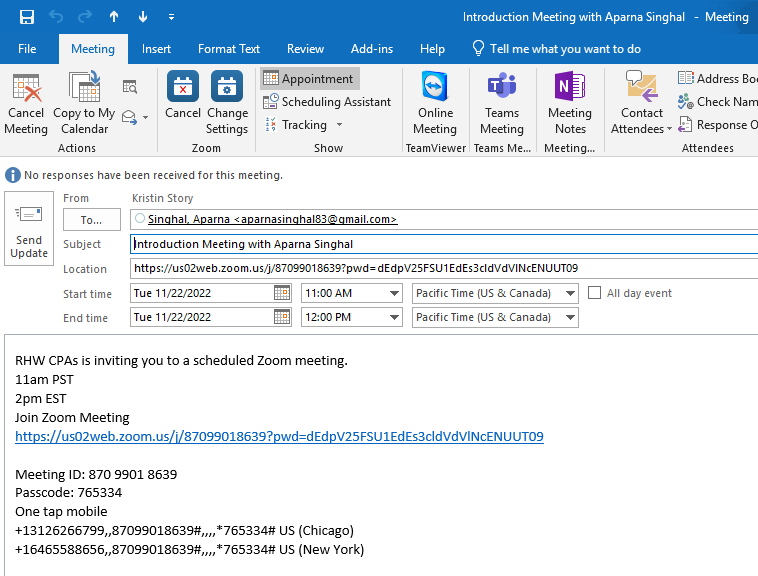 Introduction Meeting with Aparna Singhal - Meeting
File Meeting Insert Format Text Review Add-ins Help Tell me what you want to do
Cancel Meeting
Copy to My Calendar
Actions
Cancel
Change Settings
Zoom
Appointment
Scheduling Assistant
Tracking
Show
Online Meeting
TeamViewer
Teams Meeting
Teams Me...
Meeting Notes
Meeting...
Contact Attendees
Address Boo
Check Nam
Response O
Attendees
No responses have been received for this meeting.
From Kristin Story
To... Singhal, Aparna <aparnasinghal83@gmail.com>
Send Update
Subject Introduction Meeting with Aparna Singhal
Location https://us02web.zoom.us/j/87099018639?pwd=dEdpV25FSU1EdEs3cldVdVlNcENUUT09
Start time Tue 11/22/2022 11:00 AM Pacific Time (US & Canada) All day event
End time Tue 11/22/2022 12:00 PM Pacific Time (US & Canada)
RHW CPAs is inviting you to a scheduled Zoom meeting.
11am PST
2pm EST
Join Zoom Meeting
https://us02web.zoom.us/j/87099018639?pwd=dEdpV25FSU1EdEs3cldVdVlNcENUUT09
Meeting ID: 870 9901 8639
Passcode: 765334
One tap mobile
+13126266799,,87099018639#,,,,*765334# US (Chicago)
+16465588656,,87099018639#,,,,*765334# US (New York)